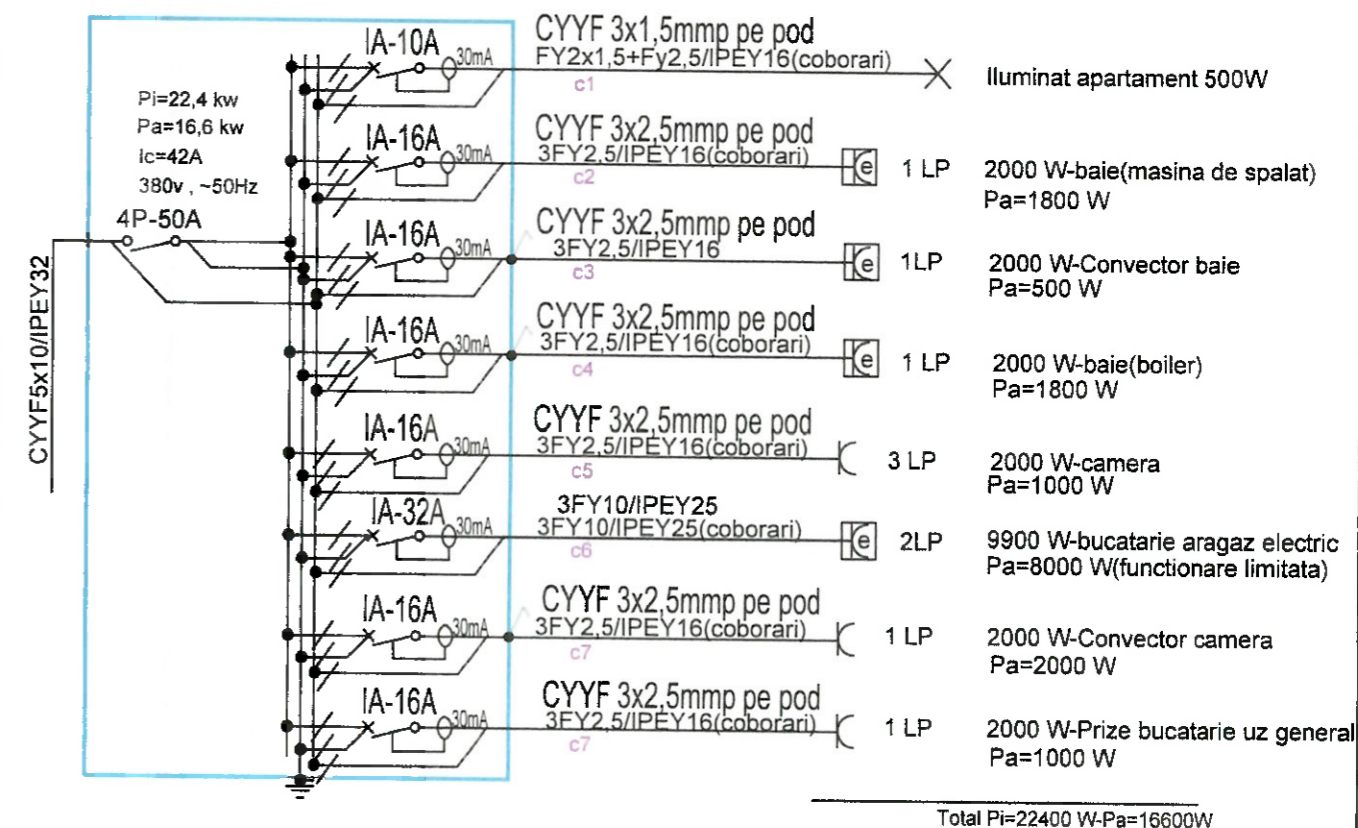 Pi=22,4 kw
Pa=16,6 kw
Ic=42A
380v , ~50Hz
4P-50A
CYYF5x10/IPEY32
IA-10A
30mA
CYYF 3x1,5mmp pe pod
FY2x1,5+Fy2,5/IPEY16(coborari)
c1
Iluminat apartament 500W
IA-16A
30mA
CYYF 3x2,5mmp pe pod
3FY2,5/IPEY16(coborari)
c2
e
1 LP
2000 W-baie(masina de spalat)
Pa=1800 W
IA-16A
30mA
CYYF 3x2,5mmp pe pod
3FY2,5/IPEY16
c3
e
1LP
2000 W-Convector baie
Pa=500 W
IA-16A
30mA
CYYF 3x2,5mmp pe pod
3FY2,5/IPEY16(coborari)
c4
e
1 LP
2000 W-baie(boiler)
Pa=1800 W
IA-16A
30mA
CYYF 3x2,5mmp pe pod
3FY2,5/IPEY16(coborari)
c5
3 LP
2000 W-camera
Pa=1000 W
IA-32A
30mA
3FY10/IPEY25
3FY10/IPEY25(coborari)
c6
e
2LP
9900 W-bucatarie aragaz electric
Pa=8000 W(functionare limitata)
IA-16A
30mA
CYYF 3x2,5mmp pe pod
3FY2,5/IPEY16(coborari)
c7
1 LP
2000 W-Convector camera
Pa=2000 W
IA-16A
30mA
CYYF 3x2,5mmp pe pod
3FY2,5/IPEY16(coborari)
c7
1 LP
2000 W-Prize bucatarie uz general
Pa=1000 W
Total Pi=22400 W-Pa=16600W